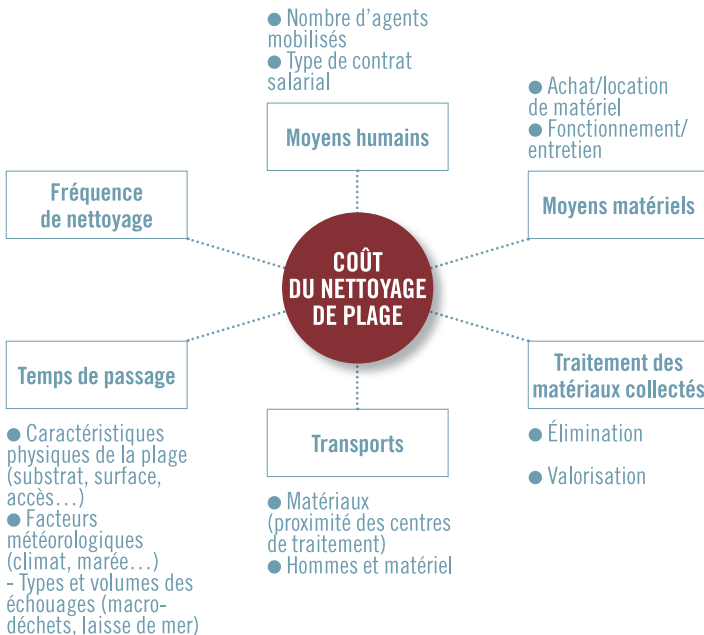 ● Nombre d'agents
mobilisés
● Type de contrat
salarial
Moyens humains
● Achat/location
de matériel
● Fonctionnement/
entretien
Moyens matériels
Fréquence
de nettoyage
COÛT
DU NETTOYAGE
DE PLAGE
Temps de passage
● Caractéristiques
physiques de la plage
(substrat, surface,
accès...)
● Facteurs
météorologiques
(climat, marée...)
- Types et volumes des
échouages (macro-
déchets, laisse de mer)
Transports
● Matériaux
(proximité des centres
de traitement)
● Hommes et matériel
Traitement des
matériaux collectés
● Élimination
● Valorisation